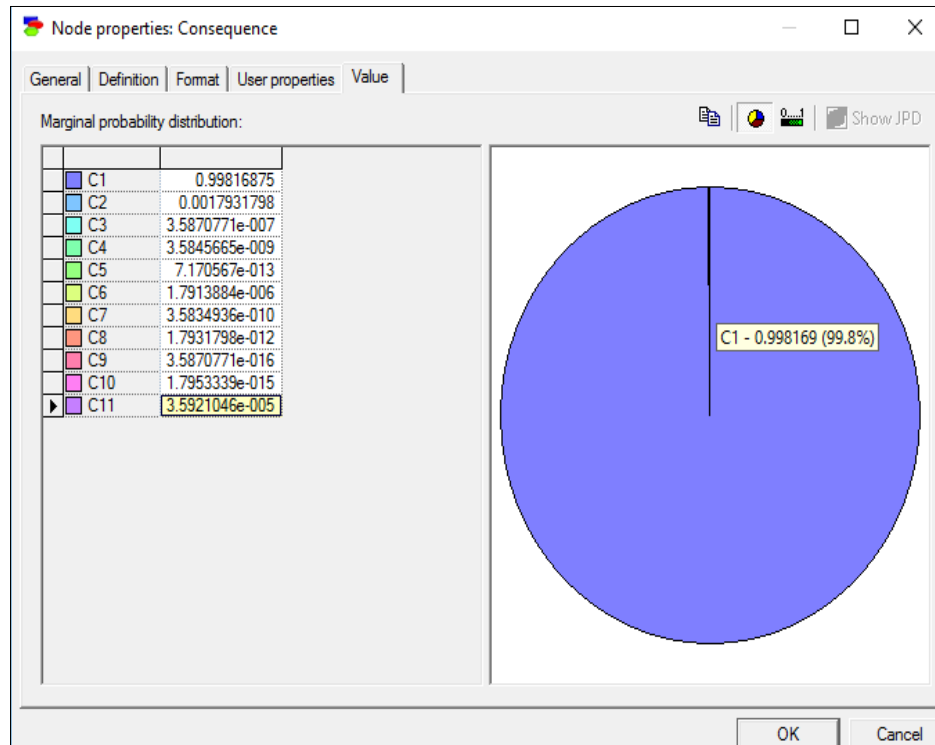 Node properties: Consequence
General Definition Format User properties Value
Marginal probability distribution:
Show JPD
C1 0.99816875
C2 0.0017931798
C3 3.5870771e-007
C4 3.5845665e-009
C5 7.170567e-013
C6 1.7913884e-006
C7 3.5834936e-010
C8 1.7931798e-012
C9 3.5870771e-016
C10 1.7953339e-015
C11 3.5921046e-005
C1 - 0.998169 (99.8%)
OK Cancel